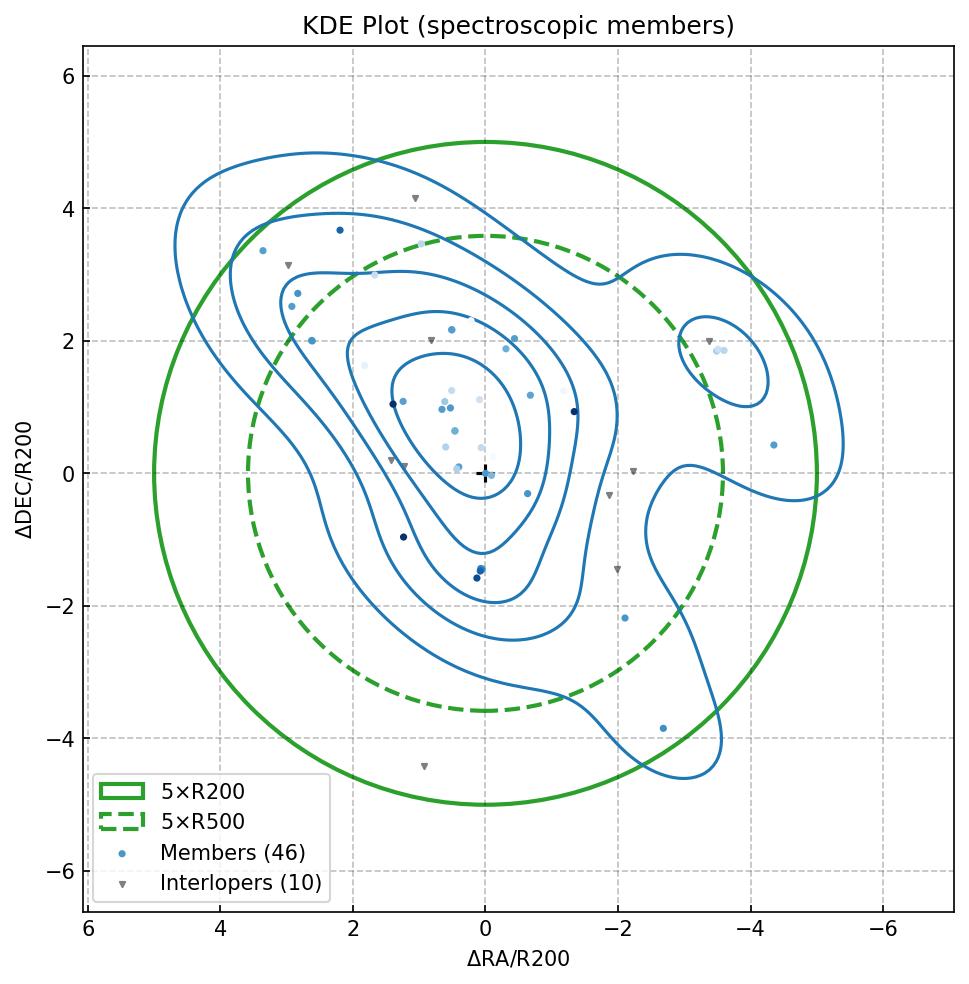 KDE Plot (spectroscopic members)
6
4
2
0
−2
−4
−6
ΔDEC/R200
5×R200
5×R500
Members (46)
Interlopers (10)
6 4 2 0 −2 −4 −6
ΔRA/R200